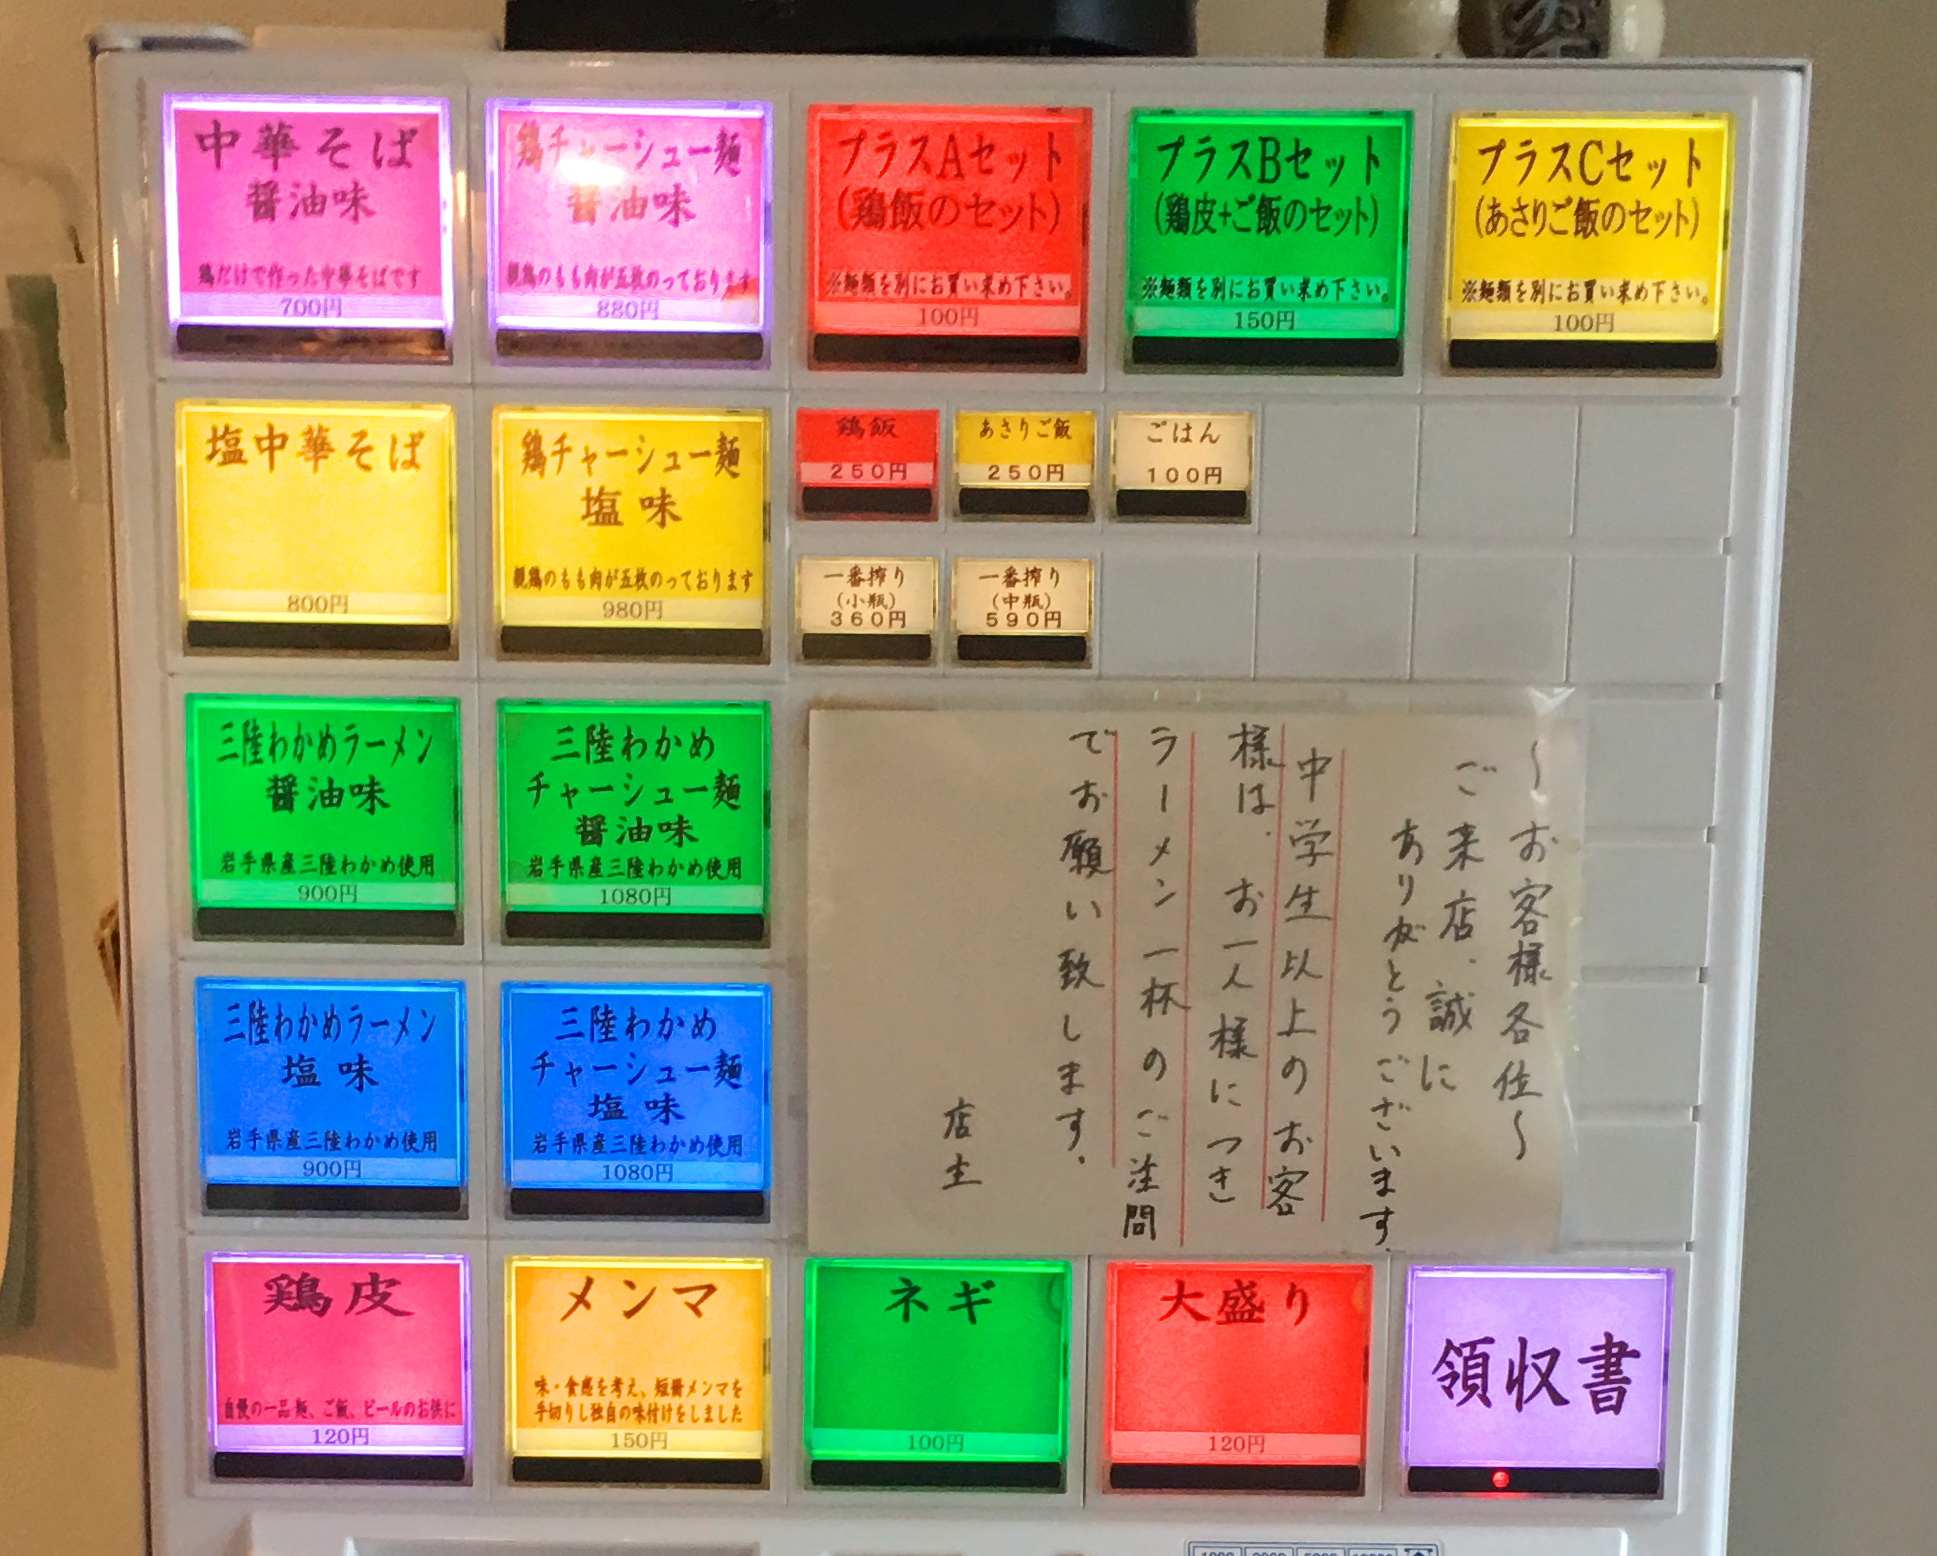 中華そば
醤油味
鶏だけで作った中華そばです
700円
鶏チャーシュー麺
醤油味
親鶏のもも肉が五枚のっております
880円
プラスAセット
(鶏飯のセット)
※麺類を別にお買い求め下さい。
100円
プラスBセット
(鶏皮+ご飯のセット)
※麺類を別にお買い求め下さい。
150円
プラスCセット
(あさりご飯のセット)
※麺類を別にお買い求め下さい。
100円
塩中華そば
800円
鶏チャーシュー麺
塩味
親鶏のもも肉が五枚のっております
980円
鶏飯
250円
あさりご飯
250円
ごはん
100円
一番搾り
(小瓶)
360円
一番搾り
(中瓶)
590円
三陸わかめラーメン
醤油味
岩手県産三陸わかめ使用
900円
三陸わかめ
チャーシュー麺
醤油味
岩手県産三陸わかめ使用
1080円
〜お客様各位〜
ご来店、誠に
ありがとうございます。
中学生以上のお客
様は、お一人様につき
ラーメン一杯のご注問
でお願い致します。
店主
三陸わかめラーメン
塩味
岩手県産三陸わかめ使用
900円
三陸わかめ
チャーシュー麺
塩味
岩手県産三陸わかめ使用
1080円
鶏皮
自慢の一品麺、ご飯、ビールのお供に
120円
メンマ
味・食感を考え、短冊メンマを
手切りし独自の味付けをしました
150円
ネギ
100円
大盛り
120円
領収書